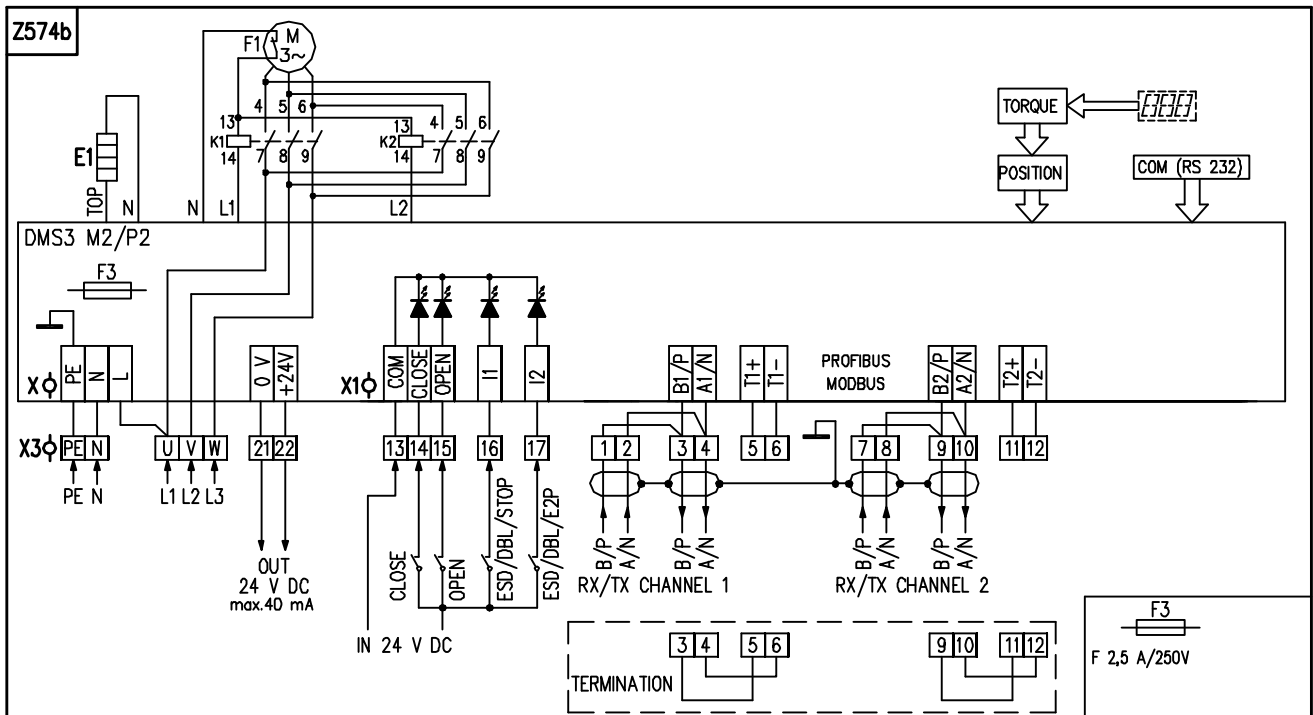 Z574b
F1
M
3~
4 5 6
13
K1
14
7 8 9
13
4 5 6
K2
14
7 8 9
E1
TOP
N
N
L1
L2
TORQUE
POSITION
COM (RS 232)
DMS3 M2/P2
F3
X
PE
N
L
0 V
+24V
X1
COM
CLOSE
OPEN
I1
I2
B1/P
A1/N
T1+
T1-
PROFIBUS
MODBUS
B2/P
A2/N
T2+
T2-
X3
PE N
U V W
21 22
13 14 15
16
17
1 2
3 4
5 6
7 8
9 10
11 12
PE N
L1 L2 L3
OUT
24 V DC
max.40 mA
CLOSE
OPEN
ESD/DBL/STOP
ESD/DBL/E2P
IN 24 V DC
B/P
A/N
B/P
A/N
RX/TX CHANNEL 1
B/P
A/N
B/P
A/N
RX/TX CHANNEL 2
TERMINATION
3 4
5 6
9 10
11 12
F3
F 2,5 A/250V